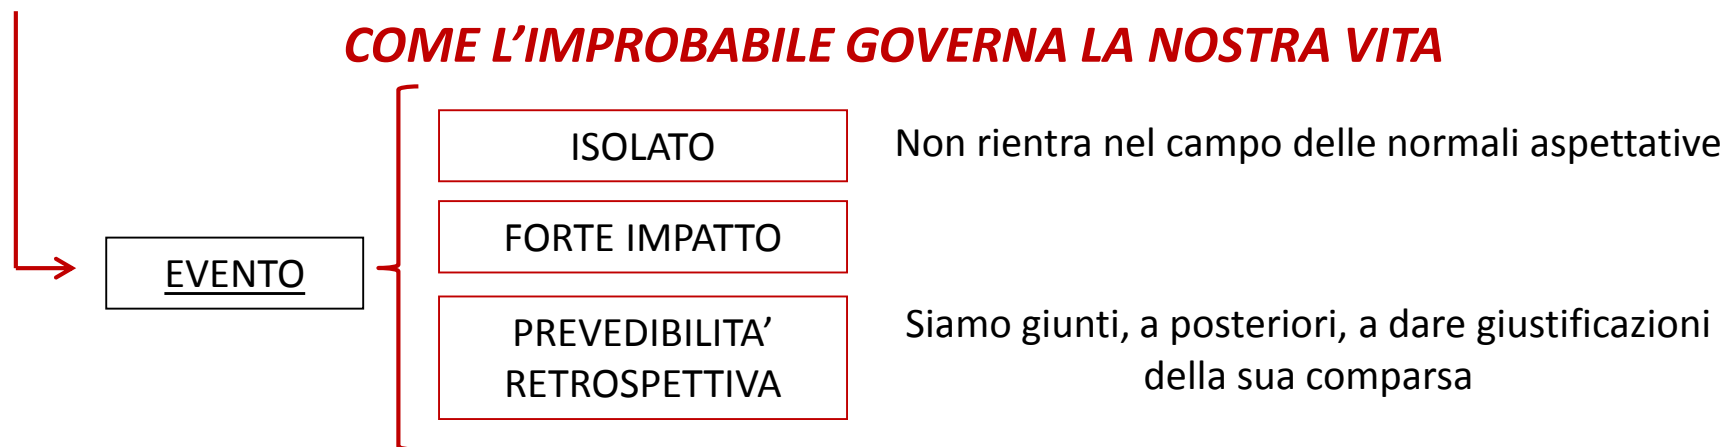 COME L’IMPROBABILE GOVERNA LA NOSTRA VITA
ISOLATO
Non rientra nel campo delle normali aspettative
FORTE IMPATTO
EVENTO
PREVEDIBILITA’
RETROSPETTIVA
Siamo giunti, a posteriori, a dare giustificazioni
della sua comparsa